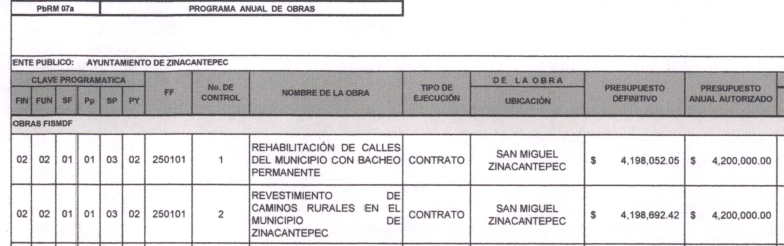 PbRM 07a PROGRAMA ANUAL DE OBRAS
ENTE PUBLICO: AYUNTAMIENTO DE ZINACANTEPEC
CLAVE PROGRAMATICA FF No. DE CONTROL NOMBRE DE LA OBRA TIPO DE EJECUCIÓN DE LA OBRA PRESUPUESTO DEFINITIVO PRESUPUESTO ANUAL AUTORIZADO
FIN FUN SF Pp SP PY UBICACIÓN
OBRAS FISMDF
02 02 01 01 03 02 250101 1 REHABILITACIÓN DE CALLES
DEL MUNICIPIO CON BACHEO
PERMANENTE
CONTRATO
SAN MIGUEL
ZINACANTEPEC
$ 4,198,052.05 $ 4,200,000.00
02 02 01 01 03 02 250101 2 REVESTIMIENTO DE
CAMINOS RURALES EN EL
MUNICIPIO DE
ZINACANTEPEC
CONTRATO
SAN MIGUEL
ZINACANTEPEC
$ 4,198,692.42 $ 4,200,000.00